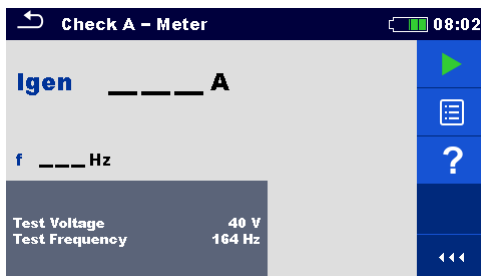 Check A – Meter 08:02
Igen ___ A
f ___ Hz
?
Test Voltage 40 V
Test Frequency 164 Hz